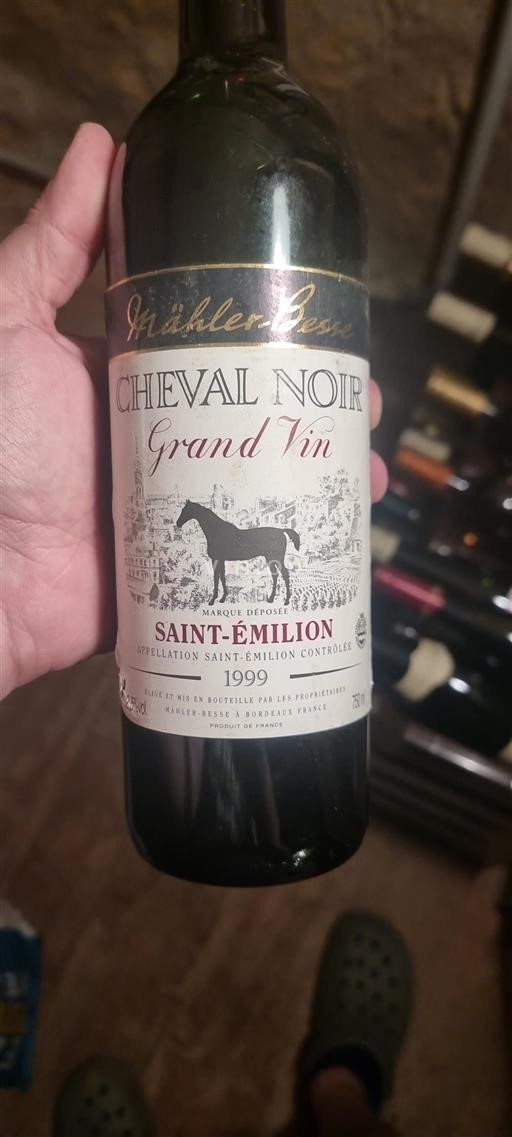 Mähler-Besse
CHEVAL NOIR
Grand Vin
MARQUE DÉPOSÉE
SAINT-ÉMILION
APPELLATION SAINT-ÉMILION CONTRÔLÉE
1999
ÉLEVÉ ET MIS EN BOUTEILLE PAR LES PROPRIÉTAIRES
MÄHLER-BESSE À BORDEAUX FRANCE
750 ml
PRODUIT DE FRANCE